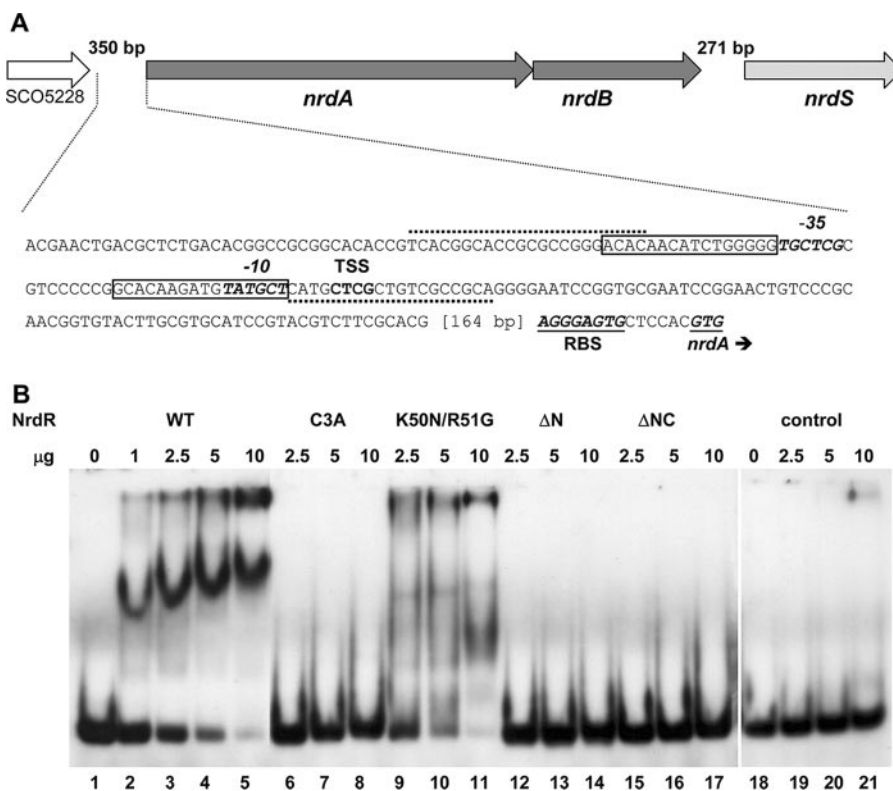 A
350 bp
271 bp
SCO5228
nrdA
nrdB
nrdS
-35
ACGAACTGACGCTCTGACACGGCCGCGGCACACCGTCACGGCACCGCGCCGGGACACAACATCTGGGGGTGCTCGC
-10
TSS
GTCCCCCGGCACAAGATGTATGCTCATGCTCGCTGTCGCCGCAGGGGAATCCGGTGCGAATCCGGAACTGTCCCGC
AACGGTGTACTTGCGTGCATCCGTACGTCTTCGCACG [164 bp] AGGGAGTGCTCCACGTG
RBS
nrdA ➔
B
NrdR WT C3A K50N/R51G ΔN ΔNC control
µg 0 1 2.5 5 10 2.5 5 10 2.5 5 10 2.5 5 10 2.5 5 10 0 2.5 5 10
1 2 3 4 5 6 7 8 9 10 11 12 13 14 15 16 17 18 19 20 21